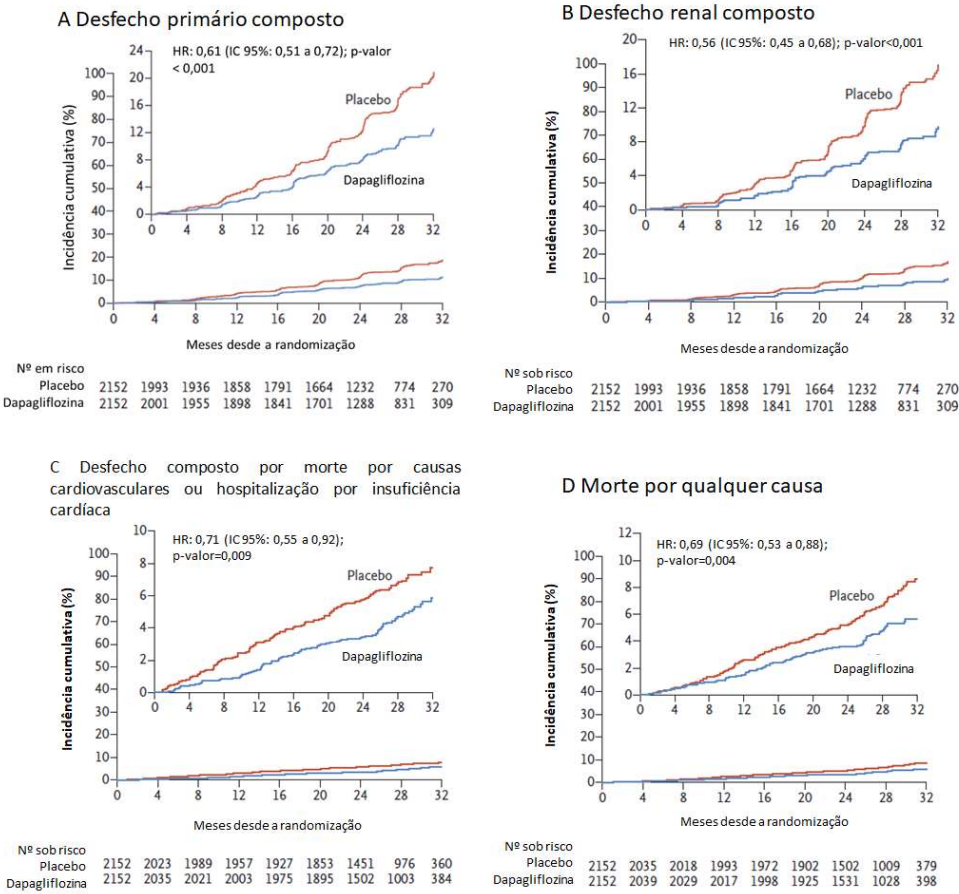 A Desfecho primário composto
HR: 0,61 (IC 95%: 0,51 a 0,72); p-valor
< 0,001
24
20
16
12
8
4
0
100
90
80
70
60
50
40
30
20
10
0
Incidência cumulativa (%)
Placebo
Dapagliflozina
0 4 8 12 16 20 24 28 32
0 4 8 12 16 20 24 28 32
Meses desde a randomização
Nº em risco
Placebo 2152 1993 1936 1858 1791 1664 1232 774 270
Dapagliflozina 2152 2001 1955 1898 1841 1701 1288 831 309
B Desfecho renal composto
HR: 0,56 (IC 95%: 0,45 a 0,68); p-valor<0,001
20
16
12
8
4
0
100
90
80
70
60
50
40
30
20
10
0
Incidência cumulativa (%)
Placebo
Dapagliflozina
0 4 8 12 16 20 24 28 32
0 4 8 12 16 20 24 28 32
Meses desde a randomização
Nº sob risco
Placebo 2152 1993 1936 1858 1791 1664 1232 774 270
Dapagliflozina 2152 2001 1955 1898 1841 1701 1288 831 309
C Desfecho composto por morte por causas
cardiovasculares ou hospitalização por insuficiência
cardíaca
HR: 0,71 (IC 95%: 0,55 a 0,92);
p-valor=0,009
10
8
6
4
2
0
100
90
80
70
60
50
40
30
20
10
0
Incidência cumulativa (%)
Placebo
Dapagliflozina
0 4 8 12 16 20 24 28 32
0 4 8 12 16 20 24 28 32
Meses desde a randomização
Nº sob risco
Placebo 2152 2023 1989 1957 1927 1853 1451 976 360
Dapagliflozina 2152 2035 2021 2003 1975 1895 1502 1003 384
D Morte por qualquer causa
HR: 0,69 (IC 95%: 0,53 a 0,88);
p-valor=0,004
12
10
8
6
4
2
0
100
90
80
70
60
50
40
30
20
10
0
Incidência cumulativa (%)
Placebo
Dapagliflozina
0 4 8 12 16 20 24 28 32
0 4 8 12 16 20 24 28 32
Meses desde a randomização
Nº sob risco
Placebo 2152 2035 2018 1993 1972 1902 1502 1009 379
Dapagliflozina 2152 2039 2029 2017 1998 1925 1531 1028 398